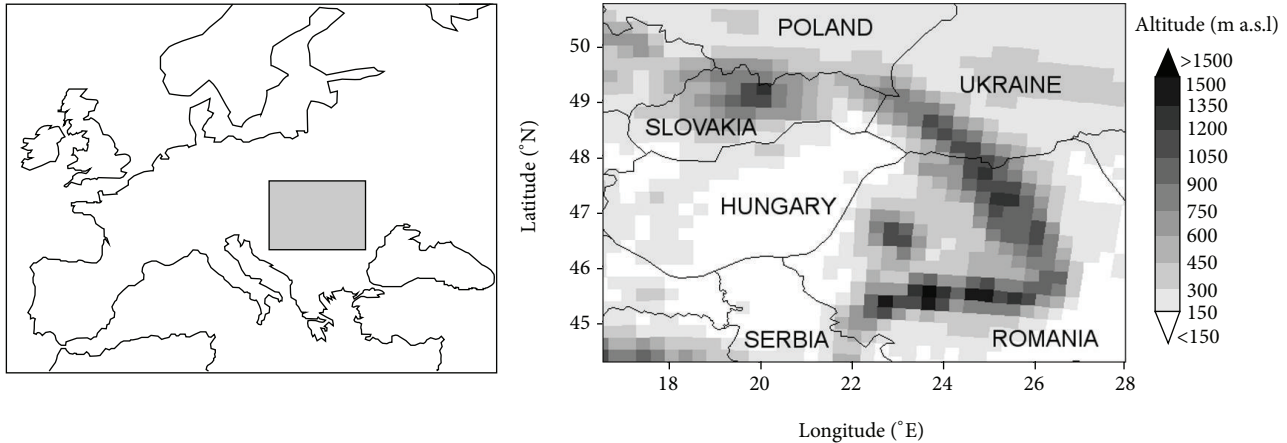 POLAND
UKRAINE
SLOVAKIA
HUNGARY
SERBIA
ROMANIA
50
49
48
47
46
45
Latitude (°N)
18 20 22 24 26 28
Longitude (°E)
Altitude (m a.s.l)
>1500
1500
1350
1200
1050
900
750
600
450
300
150
<150